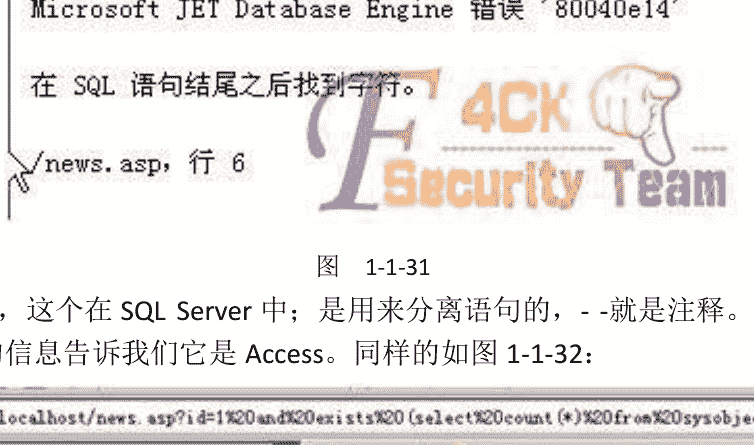 Microsoft JET Database Engine 错误 '80040e14'
在 SQL 语句结尾之后找到字符。
/news.asp，行 6
F4CK
Security Team
图 1-1-31
，这个在 SQL Server 中；是用来分离语句的，- -就是注释。
信息告诉我们它是 Access。同样的如图 1-1-32：
localhost/news.asp?id=1%20and%20exists%20(select%20count(*)%20from%20sysobje